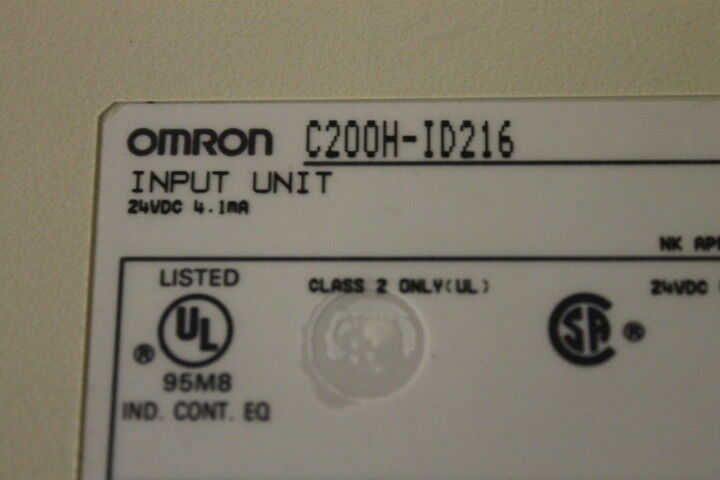 OMRON C200H-ID216
INPUT UNIT
24VDC 4.1mA
NK
LISTED
CLASS 2 ONLY(UL)
24VDC
UL
SA
®
®
95M8
IND. CONT. EQ